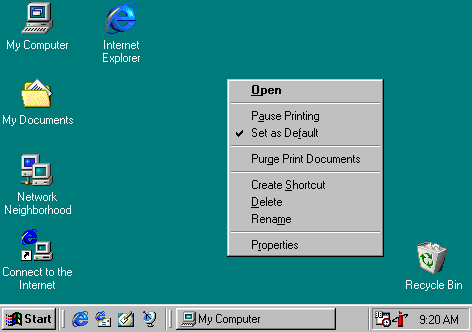 My Computer
Internet
Explorer
My Documents
Network
Neighborhood
Connect to the
Internet
Open
Pause Printing
Set as Default
Purge Print Documents
Create Shortcut
Delete
Rename
Properties
Recycle Bin
Start
My Computer
9:20 AM